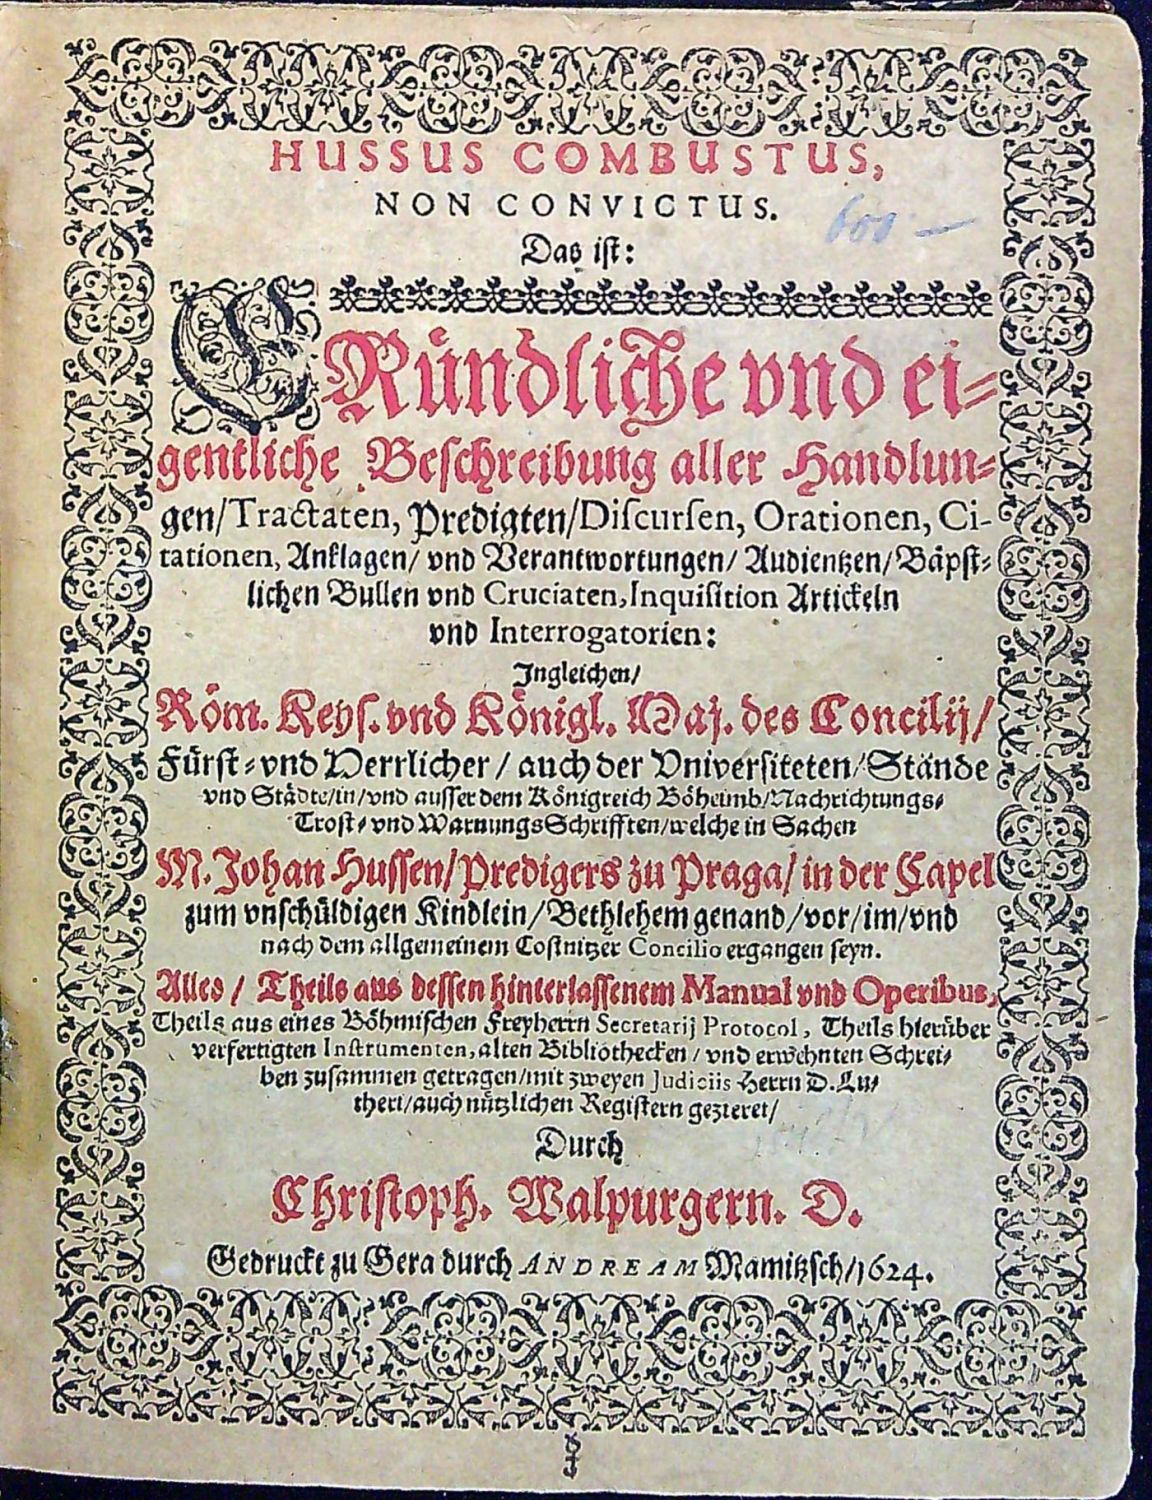 HUSSUS COMBUSTUS,
NON CONVICTUS.
600 —
Das ist:
GRündliche vnd ei=
gentliche Beschreibung aller Handlun=
gen/Tractaten, Predigten/Discursen, Orationen, Ci-
tationen, Anklagen/ vnd Verantwortungen/ Audientzen/Bäpst=
lichen Bullen vnd Cruciaten, Inquisition Artickeln
vnd Interrogatorien:
Jngleichen/
Röm. Keys. vnd Königl. Maj. des Concilij/
Fürst=vnd Herrlicher/ auch der Vniversiteten/Stände
vnd Städte/in/vnd ausser dem Königreich Böheimb/Nachrichtungs=
Trost=vnd WarnungsSchrifften/welche in Sachen
M. Johan Hussen/Predigers zu Praga/ in der Capel
zum vnschüldigen Kindlein/Bethlehem genand/vor/im/vnd
nach dem allgemeinem Costnitzer Concilio ergangen seyn.
Alles/ Theils aus dessen hinterlassenem Manual vnd Operibus,
Theils aus eines Böhmischen Freyherrn Secretarij Protocol, Theils hierüber
verfertigten Instrumenten, alten Bibliothecken/ vnd erwehnten Schrei=
ben zusammen getragen/mit zweyen Judiciis Herrn D. Lu=
theri/auch nützlichen Registern gezieret/
Durch
Christoph. Walpurgern. D.
Gedruckt zu Gera durch ANDREAM Mamitzsch/1624.